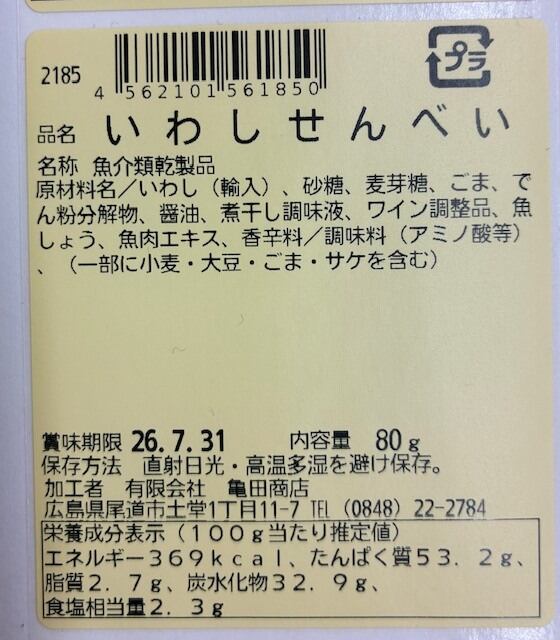 2185
4 562101 561850
プラ
品名 いわしせんべい
名称 魚介類乾製品
原材料名／いわし（輸入）、砂糖、麦芽糖、ごま、で
ん粉分解物、醤油、煮干し調味液、ワイン調整品、魚
しょう、魚肉エキス、香辛料／調味料（アミノ酸等）
、（一部に小麦・大豆・ごま・サケを含む）
賞味期限 26.7.31 内容量 80g
保存方法 直射日光・高温多湿を避け保存。
加工者 有限会社 亀田商店
広島県尾道市土堂1丁目11-7 TEL (0848) 22-2784
栄養成分表示（１００ｇ当たり推定値）
エネルギー３６９ｋｃａｌ、たんぱく質５３．２ｇ、
脂質２．７ｇ、炭水化物３２．９ｇ、
食塩相当量２．３ｇ